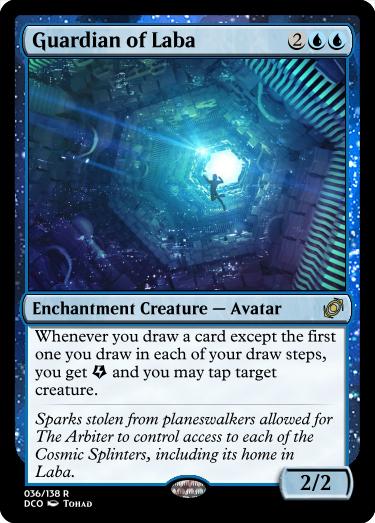 Guardian of Laba 2
Enchantment Creature — Avatar
Whenever you draw a card except the first
one you draw in each of your draw steps,
you get and you may tap target
creature.
Sparks stolen from planeswalkers allowed for
The Arbiter to control access to each of the
Cosmic Splinters, including its home in
Laba.
2/2
036/138 R
DCO Tohad